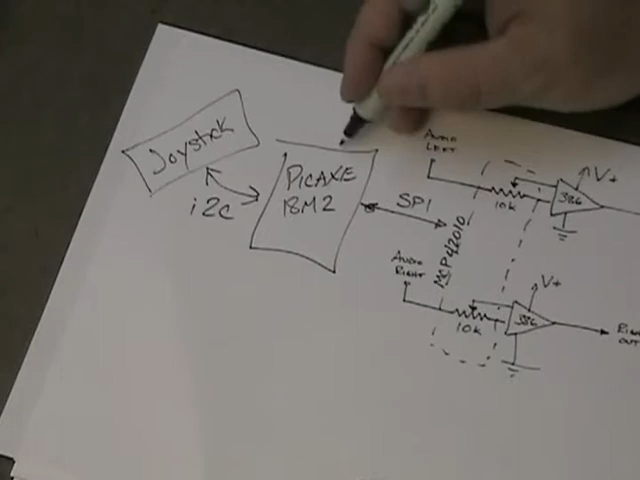 Joystick
i2c
PICAXE
18M2
SPI
MCP42010
AUDIO
LEFT
10K
386
V+
AUDIO
RIGHT
10K
386
V+
RIGHT
OUT